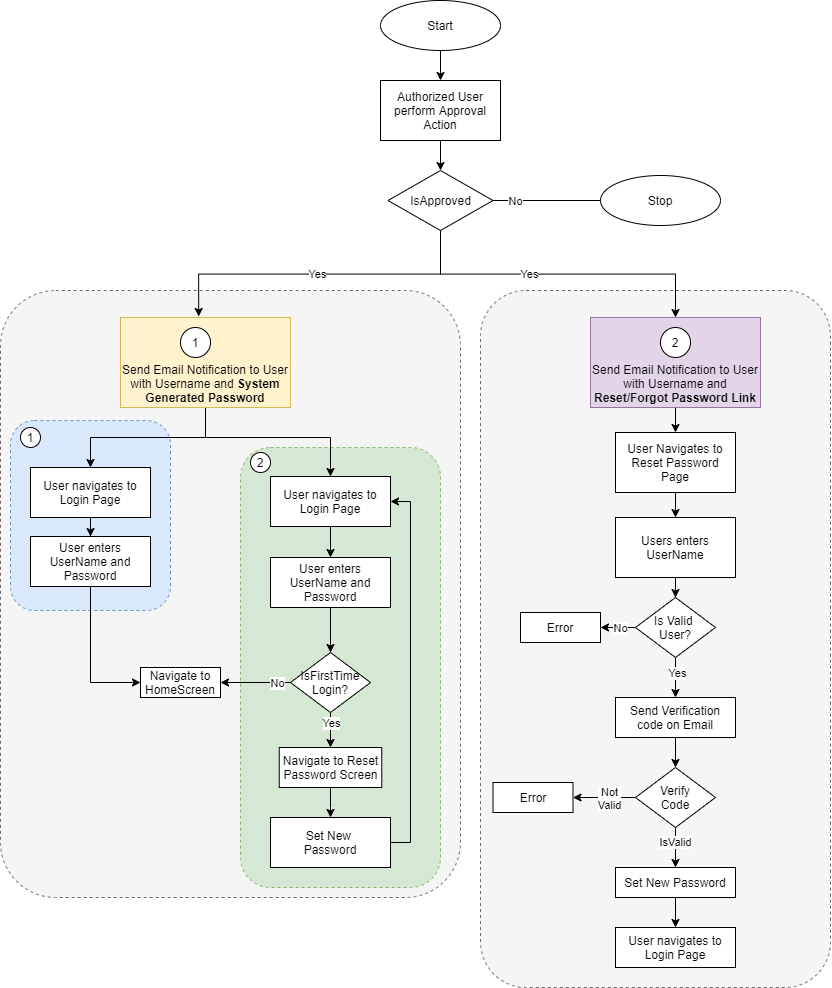 Start
Authorized User
perform Approval
Action
IsApproved
No
Stop
Yes
Yes
1
Send Email Notification to User
with Username and System
Generated Password
2
Send Email Notification to User
with Username and
Reset/Forgot Password Link
1
User navigates to
Login Page
User enters
UserName and
Password
2
User navigates to
Login Page
User enters
UserName and
Password
IsFirstTime
Login?
No
Navigate to
HomeScreen
Yes
Navigate to Reset
Password Screen
Set New
Password
User Navigates to
Reset Password
Page
Users enters
UserName
Is Valid
User?
No
Error
Yes
Send Verification
code on Email
Verify
Code
Not
Valid
Error
IsValid
Set New Password
User navigates to
Login Page